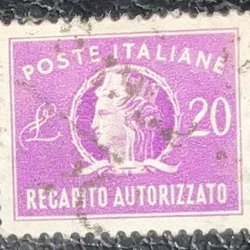 POSTE ITALIANE
£ 20
RECAPITO AUTORIZZATO